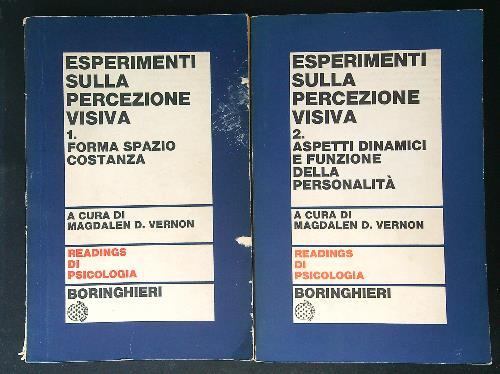 ESPERIMENTI
SULLA
PERCEZIONE
VISIVA
1.
FORMA SPAZIO
COSTANZA
A CURA DI
MAGDALEN D. VERNON
READINGS
DI
PSICOLOGIA
BORINGHIERI
ESPERIMENTI
SULLA
PERCEZIONE
VISIVA
2.
ASPETTI DINAMICI
E FUNZIONE
DELLA
PERSONALITÀ
A CURA DI
MAGDALEN D. VERNON
READINGS
DI
PSICOLOGIA
BORINGHIERI